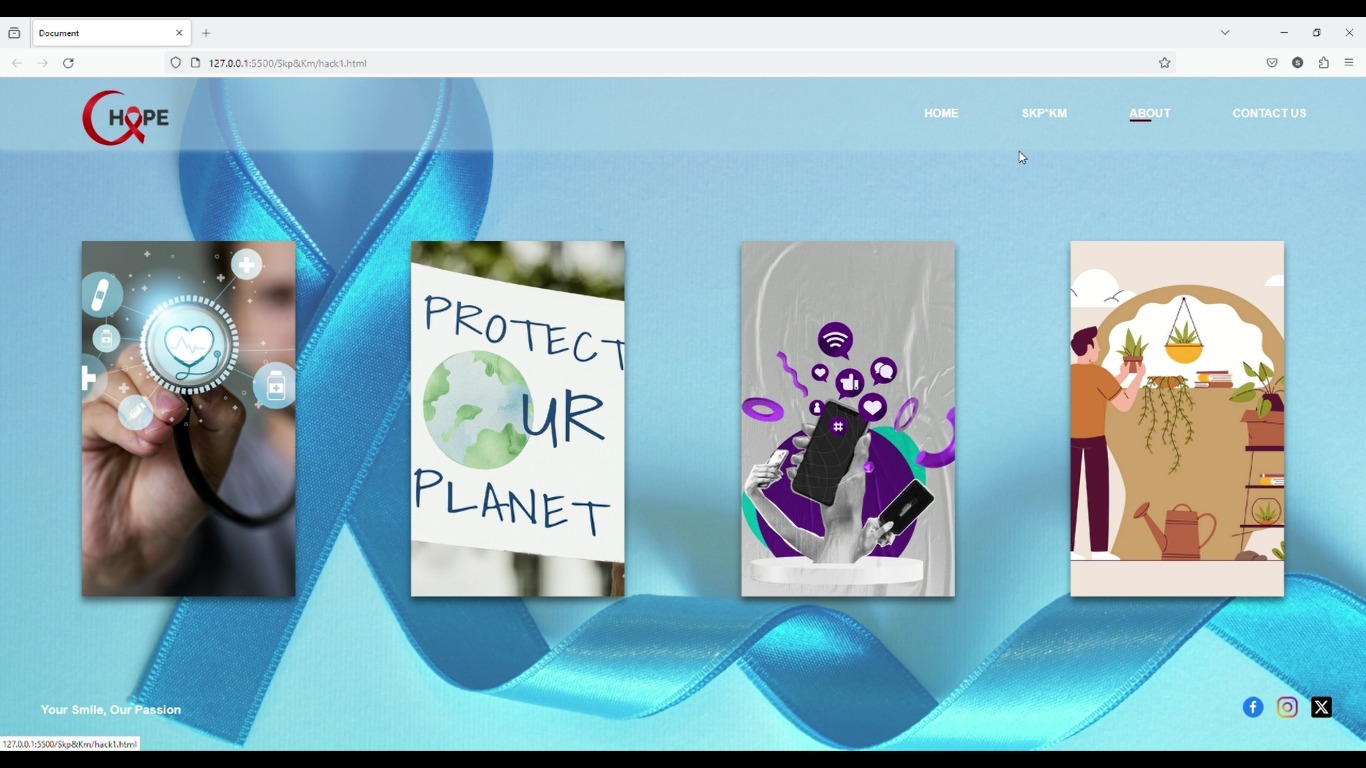 Document
127.0.0.1:5500/Skp&Km/hack1.html
S
HOPE
HOME
SKP*KM
ABOUT
CONTACT US
PROTECT
UR
PLANET
#
Your Smile, Our Passion
127.0.0.1:5500/Skp&Km/hack1.html